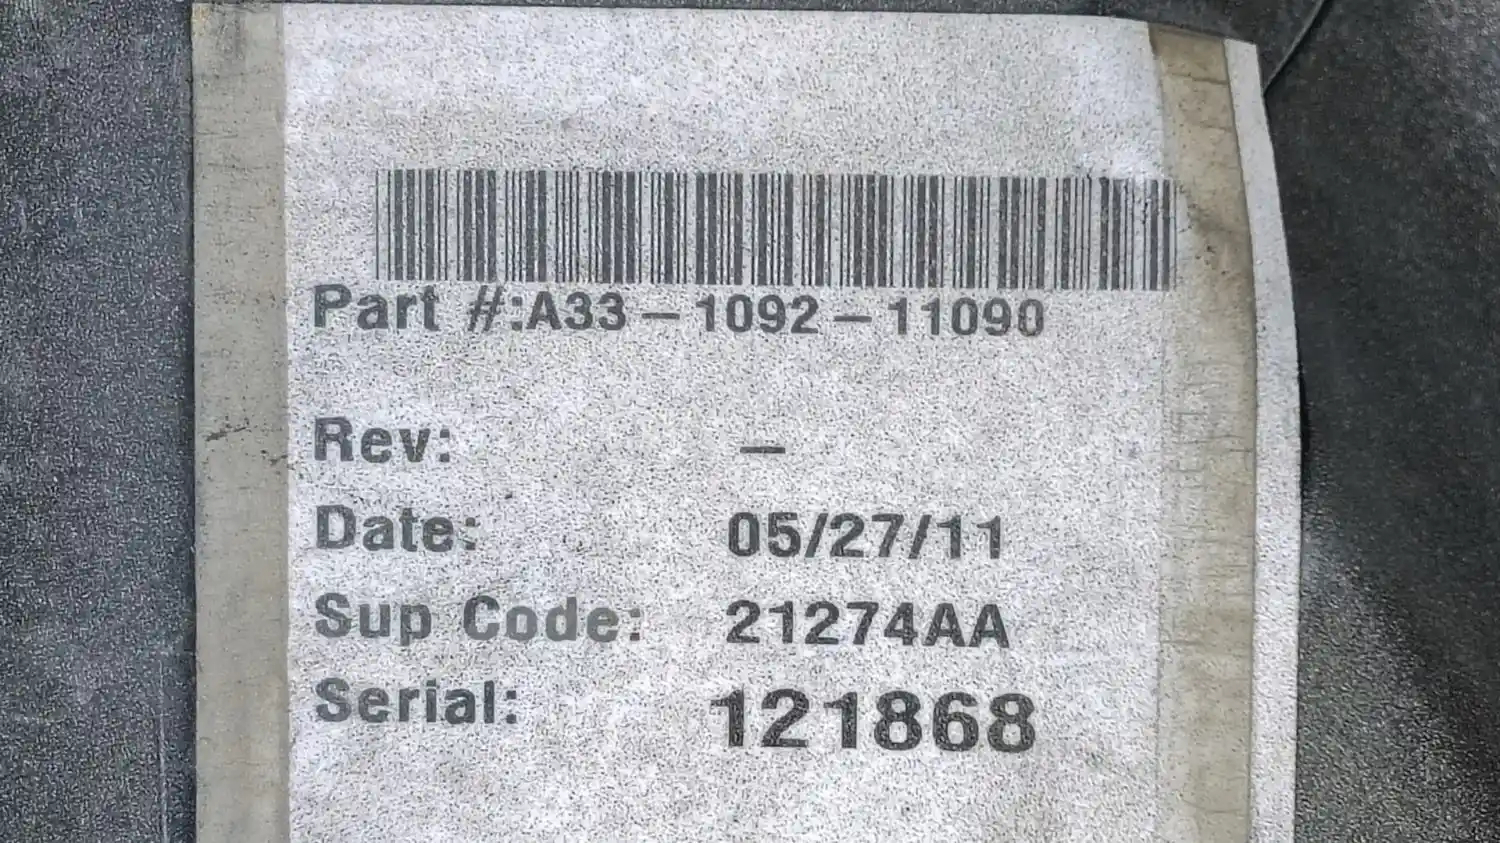 Part #:A33-1092-11090
Rev: -
Date: 05/27/11
Sup Code: 21274AA
Serial: 121868